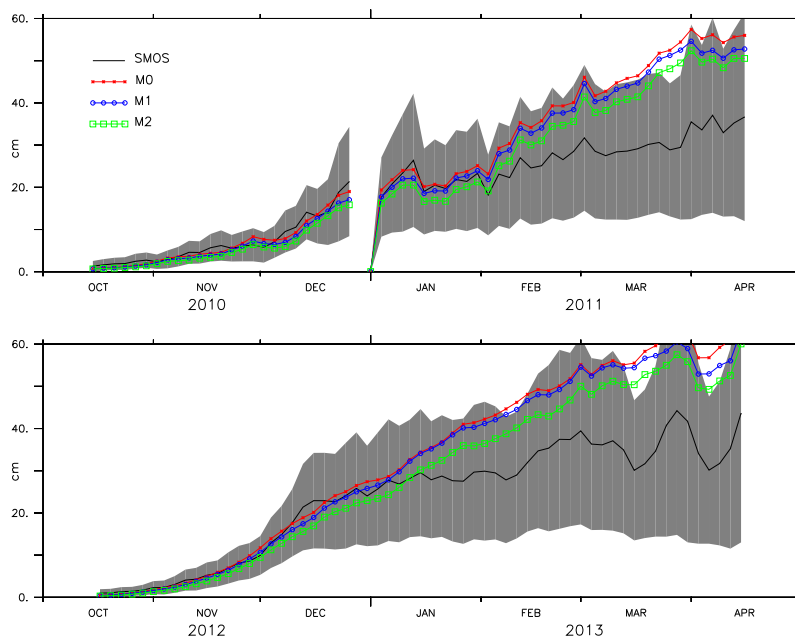 60.
SMOS
M0
M1
M2
40.
cm
20.
0.
OCT NOV DEC JAN FEB MAR APR
2010 2011
60.
40.
cm
20.
0.
OCT NOV DEC JAN FEB MAR APR
2012 2013